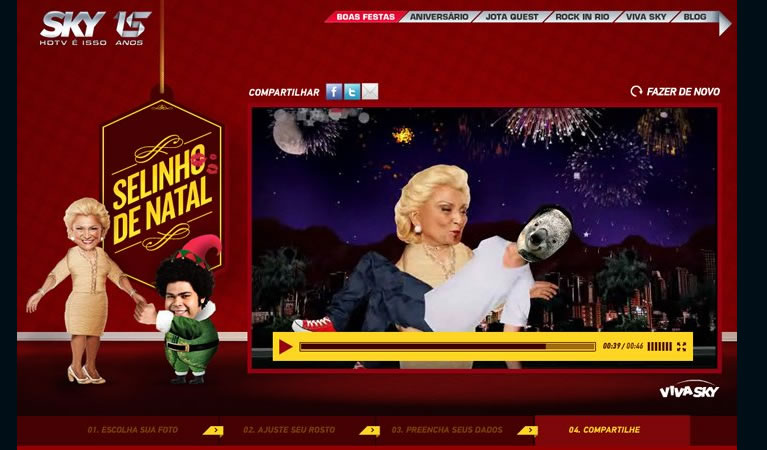 SKY 15
HDTV É ISSO ANOS
BOAS FESTAS ANIVERSÁRIO JOTA QUEST ROCK IN RIO VIVA SKY BLOG
COMPARTILHAR f t
FAZER DE NOVO
SELINHO
DE NATAL
00:39 / 00:46
VIVA SKY
01. ESCOLHA SUA FOTO 02. AJUSTE SEU ROSTO 03. PREENCHA SEUS DADOS 04. COMPARTILHE